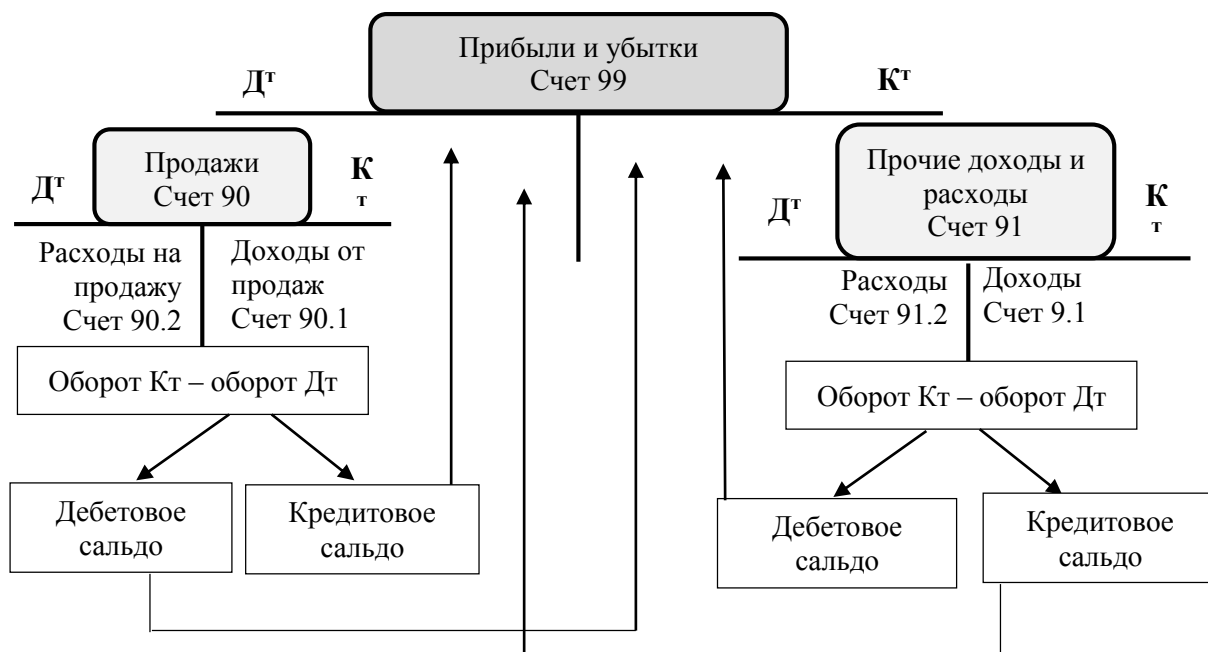 Прибыли и убытки
Счет 99
Дт
Кт
Продажи
Счет 90
Дт
К
т
Расходы на
продажу
Счет 90.2
Доходы от
продаж
Счет 90.1
Оборот Кт – оборот Дт
Дебетовое
сальдо
Кредитовое
сальдо
Прочие доходы и
расходы
Счет 91
Дт
К
т
Расходы
Счет 91.2
Доходы
Счет 9.1
Оборот Кт – оборот Дт
Дебетовое
сальдо
Кредитовое
сальдо